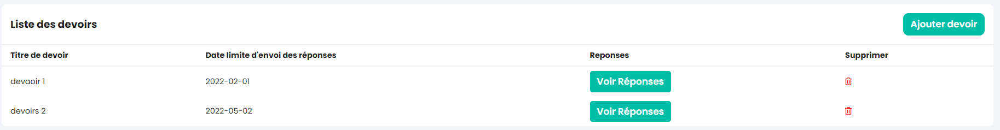 Liste des devoirs Ajouter devoir
Titre de devoir Date limite d'envoi des réponses Reponses Supprimer
devaoir 1 2022-02-01 Voir Réponses
devoirs 2 2022-05-02 Voir Réponses